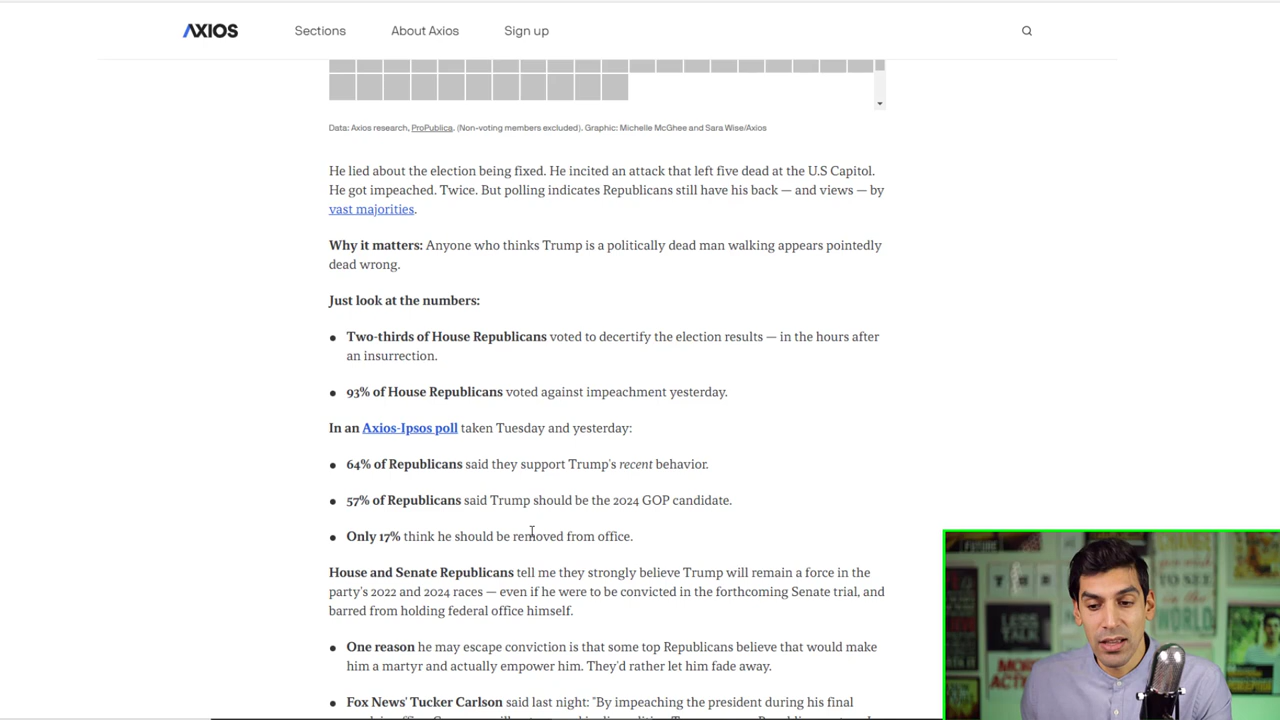 AXIOS Sections About Axios Sign up
Data: Axios research, ProPublica. (Non-voting members excluded). Graphic: Michelle McGhee and Sara Wise/Axios
He lied about the election being fixed. He incited an attack that left five dead at the U.S Capitol.
He got impeached. Twice. But polling indicates Republicans still have his back — and views — by
vast majorities.
Why it matters: Anyone who thinks Trump is a politically dead man walking appears pointedly
dead wrong.
Just look at the numbers:
Two-thirds of House Republicans voted to decertify the election results — in the hours after
an insurrection.
93% of House Republicans voted against impeachment yesterday.
In an Axios-Ipsos poll taken Tuesday and yesterday:
64% of Republicans said they support Trump's recent behavior.
57% of Republicans said Trump should be the 2024 GOP candidate.
Only 17% think he should be removed from office.
House and Senate Republicans tell me they strongly believe Trump will remain a force in the
party's 2022 and 2024 races — even if he were to be convicted in the forthcoming Senate trial, and
barred from holding federal office himself.
One reason he may escape conviction is that some top Republicans believe that would make
him a martyr and actually empower him. They'd rather let him fade away.
Fox News' Tucker Carlson said last night: "By impeaching the president during his final
LESS
TALK